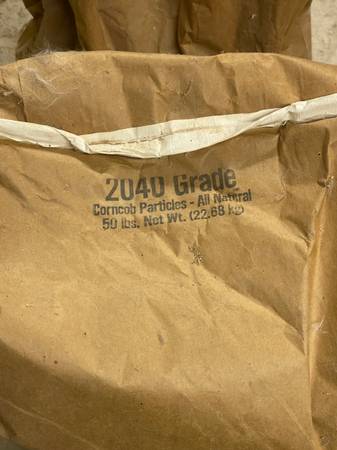 2040 Grade
Corncob Particles - All Natural
50 lbs. Net Wt. (22,68 kg)